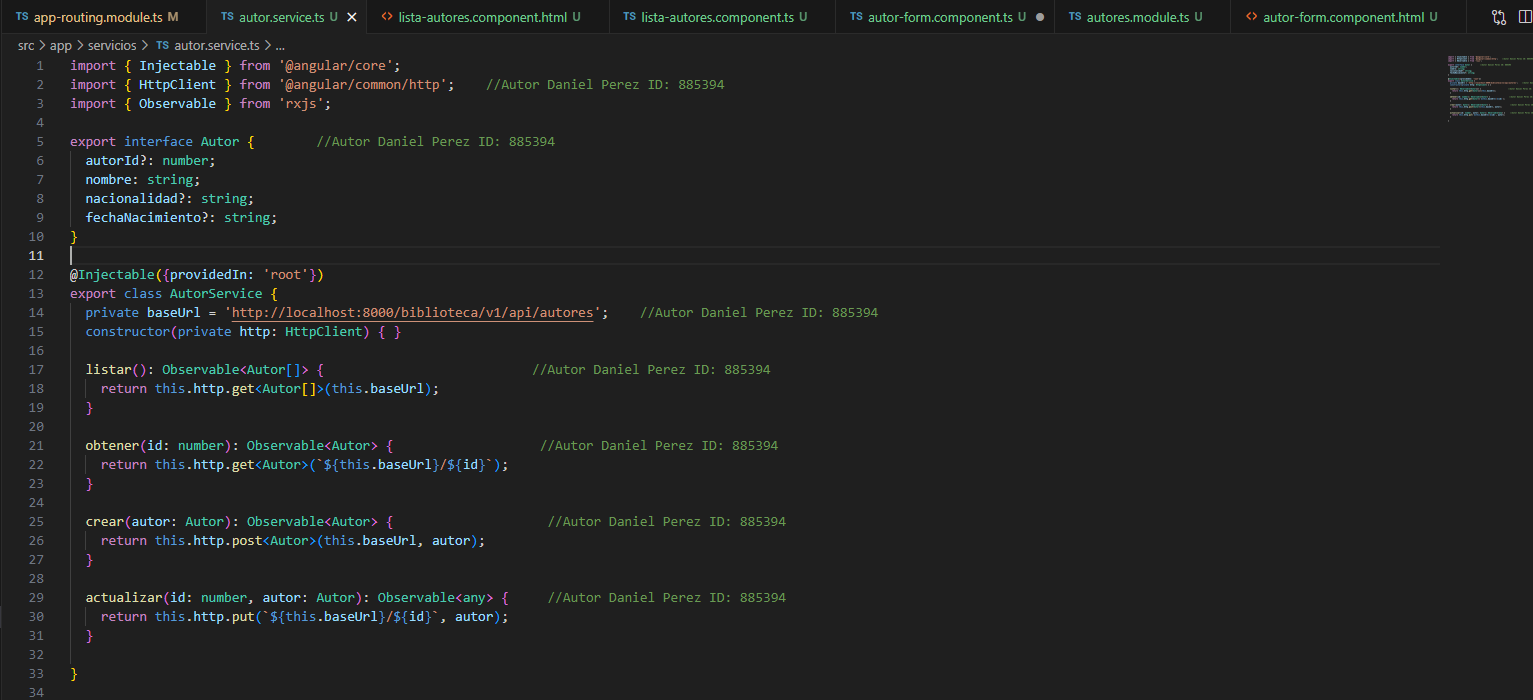 TS app-routing.module.ts M TS autor.service.ts U × <> lista-autores.component.html U TS lista-autores.component.ts U TS autor-form.component.ts U ● TS autores.module.ts U <> autor-form.component.html U
src > app > servicios > TS autor.service.ts > ...
1 import { Injectable } from '@angular/core';
2 import { HttpClient } from '@angular/common/http'; //Autor Daniel Perez ID: 885394
3 import { Observable } from 'rxjs';
4
5 export interface Autor { //Autor Daniel Perez ID: 885394
6 autorId?: number;
7 nombre: string;
8 nacionalidad?: string;
9 fechaNacimiento?: string;
10 }
11
12 @Injectable({providedIn: 'root'})
13 export class AutorService {
14 private baseUrl = 'http://localhost:8000/biblioteca/v1/api/autores'; //Autor Daniel Perez ID: 885394
15 constructor(private http: HttpClient) { }
16
17 listar(): Observable<Autor[]> { //Autor Daniel Perez ID: 885394
18 return this.http.get<Autor[]>(this.baseUrl);
19 }
20
21 obtener(id: number): Observable<Autor> { //Autor Daniel Perez ID: 885394
22 return this.http.get<Autor>(`${this.baseUrl}/${id}`);
23 }
24
25 crear(autor: Autor): Observable<Autor> { //Autor Daniel Perez ID: 885394
26 return this.http.post<Autor>(this.baseUrl, autor);
27 }
28
29 actualizar(id: number, autor: Autor): Observable<any> { //Autor Daniel Perez ID: 885394
30 return this.http.put(`${this.baseUrl}/${id}`, autor);
31 }
32
33 }
34